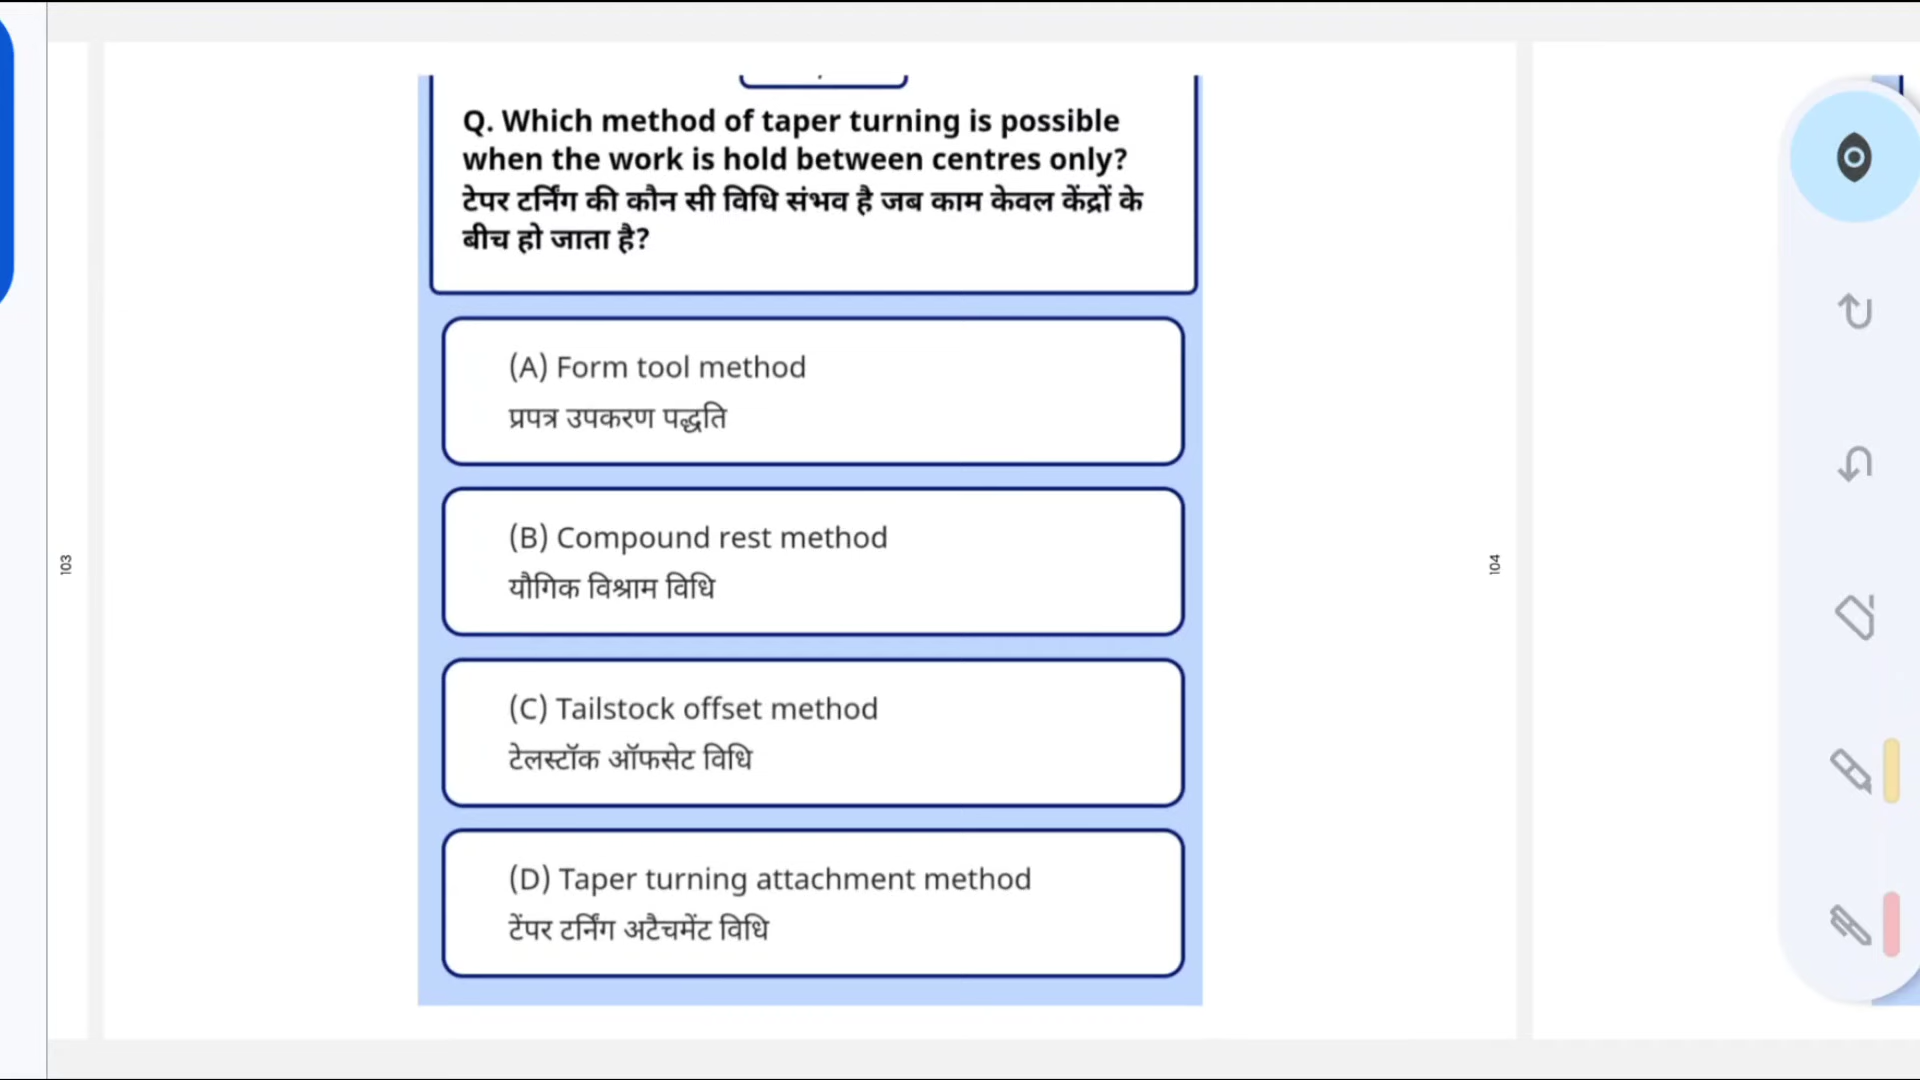 Q. Which method of taper turning is possible
when the work is hold between centres only?
टेपर टर्निंग की कौन सी विधि संभव है जब काम केवल केंद्रों के
बीच हो जाता है?
(A) Form tool method
प्रपत्र उपकरण पद्धति
(B) Compound rest method
यौगिक विश्राम विधि
(C) Tailstock offset method
टेलस्टॉक ऑफसेट विधि
(D) Taper turning attachment method
टेंपर टर्निंग अटैचमेंट विधि
103
104